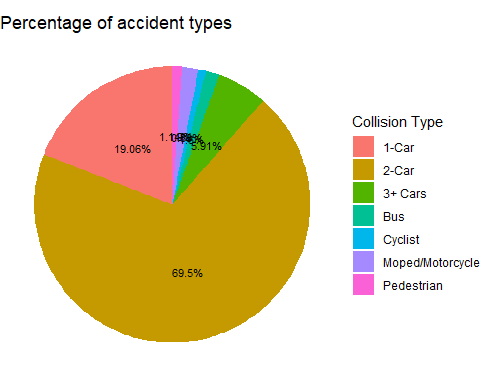 Percentage of accident types
Collision Type
1-Car
2-Car
3+ Cars
Bus
Cyclist
Moped/Motorcycle
Pedestrian
5.91%
19.06%
69.5%